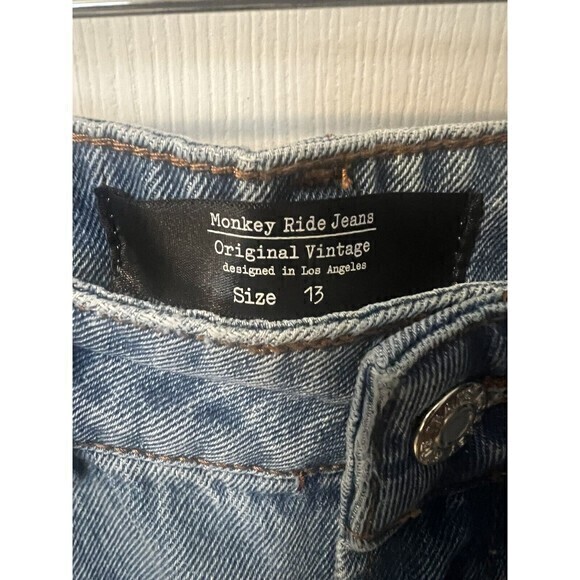 Monkey Ride Jeans
Original Vintage
designed in Los Angeles
Size 13